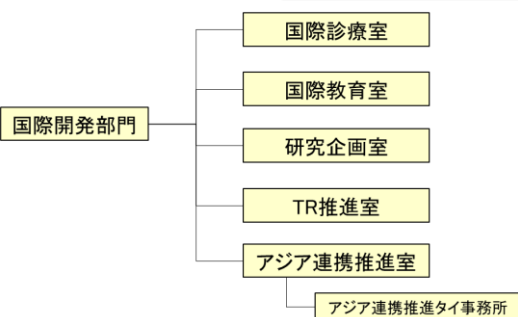 国際開発部門
国際診療室
国際教育室
研究企画室
TR推進室
アジア連携推進室
アジア連携推進タイ事務所